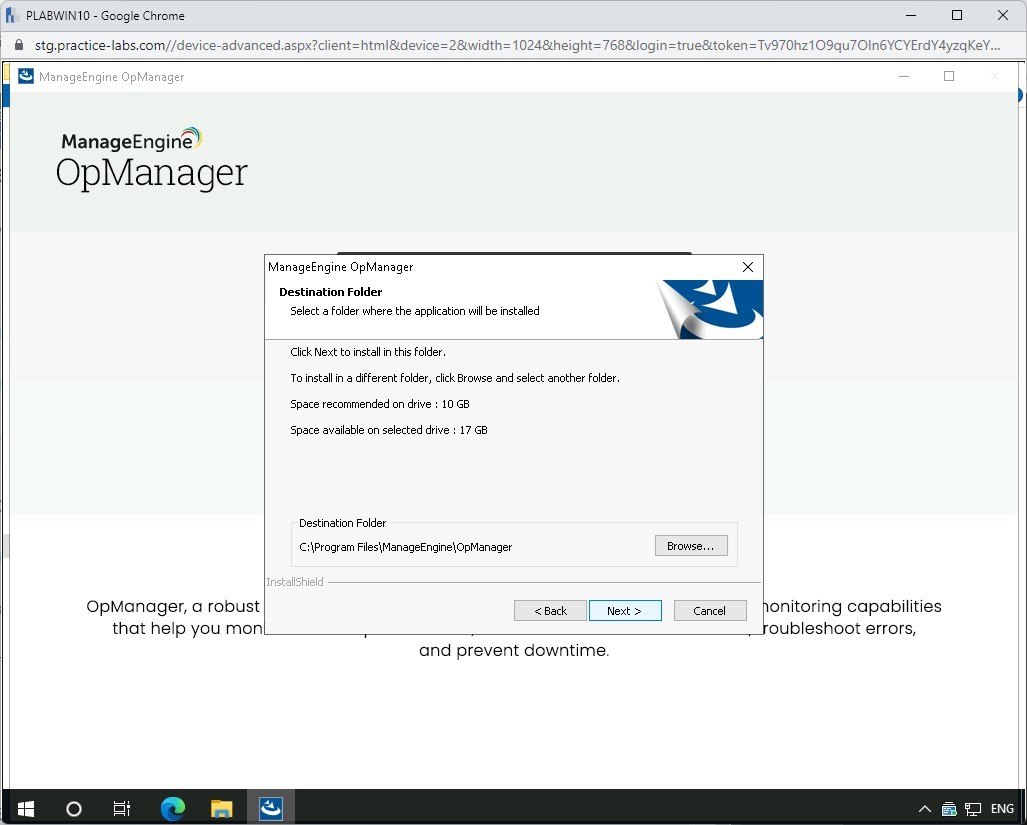 PLABWIN10 - Google Chrome
stg.practice-labs.com//device-advanced.aspx?client=html&device=2&width=1024&height=768&login=true&token=Tv970hz1O9qu7OIn6YCYErdY4yzqKeY...
ManageEngine OpManager
ManageEngine
OpManager
ManageEngine OpManager
Destination Folder
Select a folder where the application will be installed
Click Next to install in this folder.
To install in a different folder, click Browse and select another folder.
Space recommended on drive : 10 GB
Space available on selected drive : 17 GB
Destination Folder
C:\Program Files\ManageEngine\OpManager
Browse...
InstallShield
< Back
Next >
Cancel
OpManager, a robust onitoring capabilities
that help you mon roubleshoot errors,
and prevent downtime.
ENG